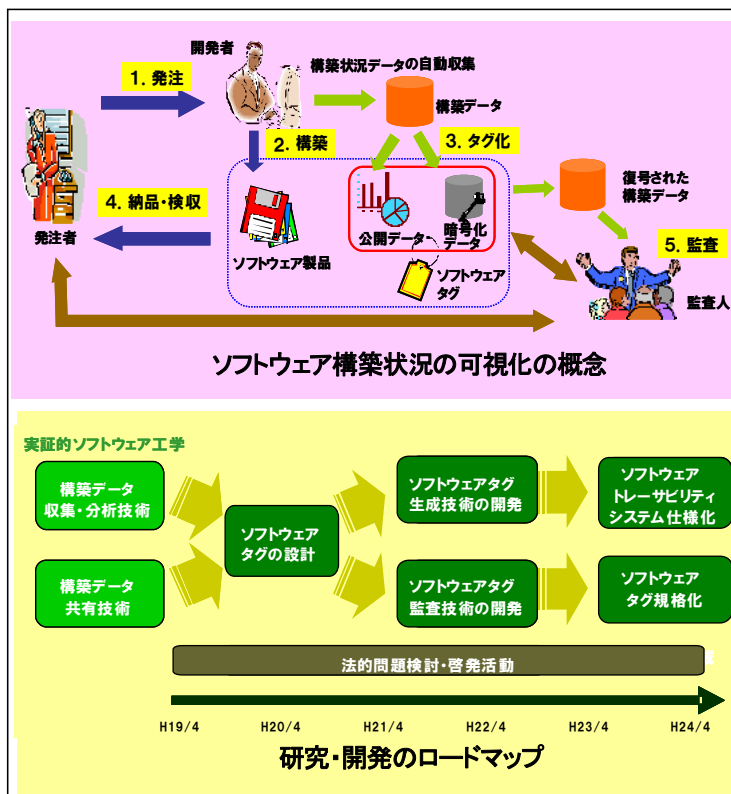 開発者
1. 発注
構築状況データの自動収集
構築データ
2. 構築
3. タグ化
4. 納品・検収
発注者
ソフトウェア製品
公開データ
暗号化
データ
ソフトウェア
タグ
復号された
構築データ
5. 監査
監査人
ソフトウェア構築状況の可視化の概念
実証的ソフトウェア工学
構築データ
収集・分析技術
構築データ
共有技術
ソフトウェア
タグの設計
ソフトウェアタグ
生成技術の開発
ソフトウェアタグ
監査技術の開発
ソフトウェア
トレーサビリティ
システム仕様化
ソフトウェア
タグ規格化
法的問題検討・啓発活動
H19/4 H20/4 H21/4 H22/4 H23/4 H24/4
研究・開発のロードマップ